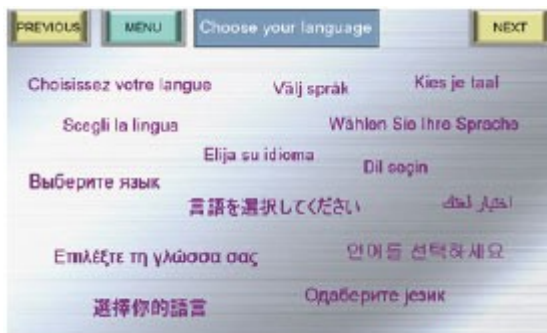 PREVIOUS MENU Choose your language NEXT
Choisissez votre langue Välj språk Kies je taal
Scegli la lingua Wählen Sie Ihre Sprache
Elija su idioma Dil seçin
Выберите язык
言語を選択してください اختيار لغتك
Επιλέξτε τη γλώσσα σας 언어를 선택하세요
選擇你的語言 Одаберите језик